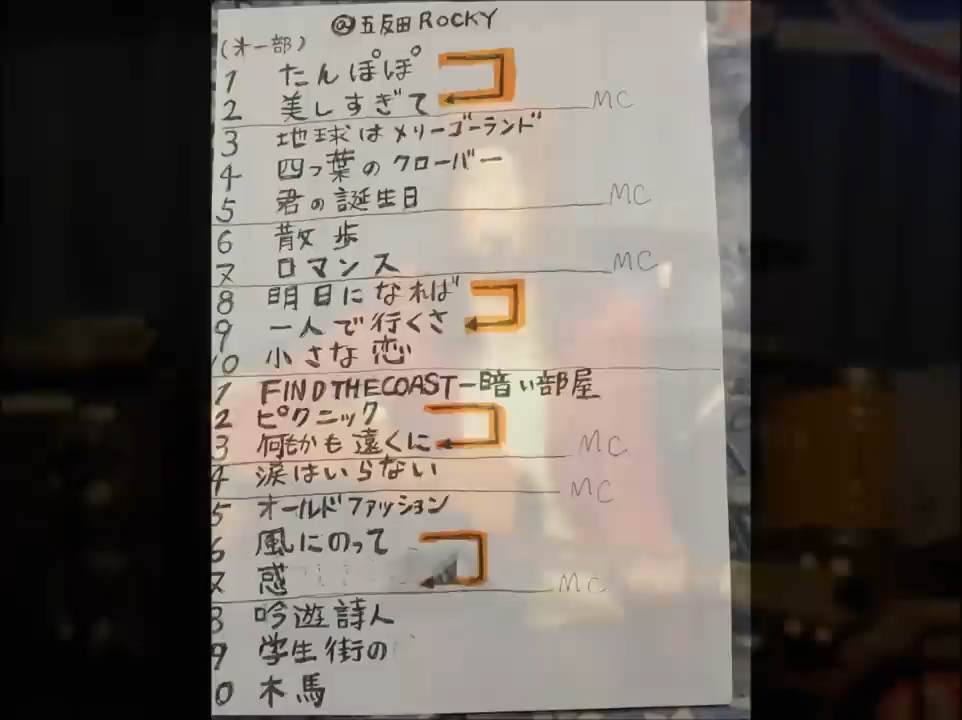 @五反田 ROCKY
(オ一部)
1 たんぽぽ
2 美しすぎて MC
3 地球はメリーゴーランド
4 四っ葉のクローバー
5 君の誕生日 MC
6 散歩
7 ロマンス MC
8 明日になれば
9 一人で行くさ
10 小さな恋
1 FIND THE COAST-暗い部屋
2 ピクニック
3 何もかも遠くに MC
4 涙はいらない MC
5 オールドファッション
6 風にのって
7 惑 MC
8 吟遊詩人
9 学生街の
0 木馬